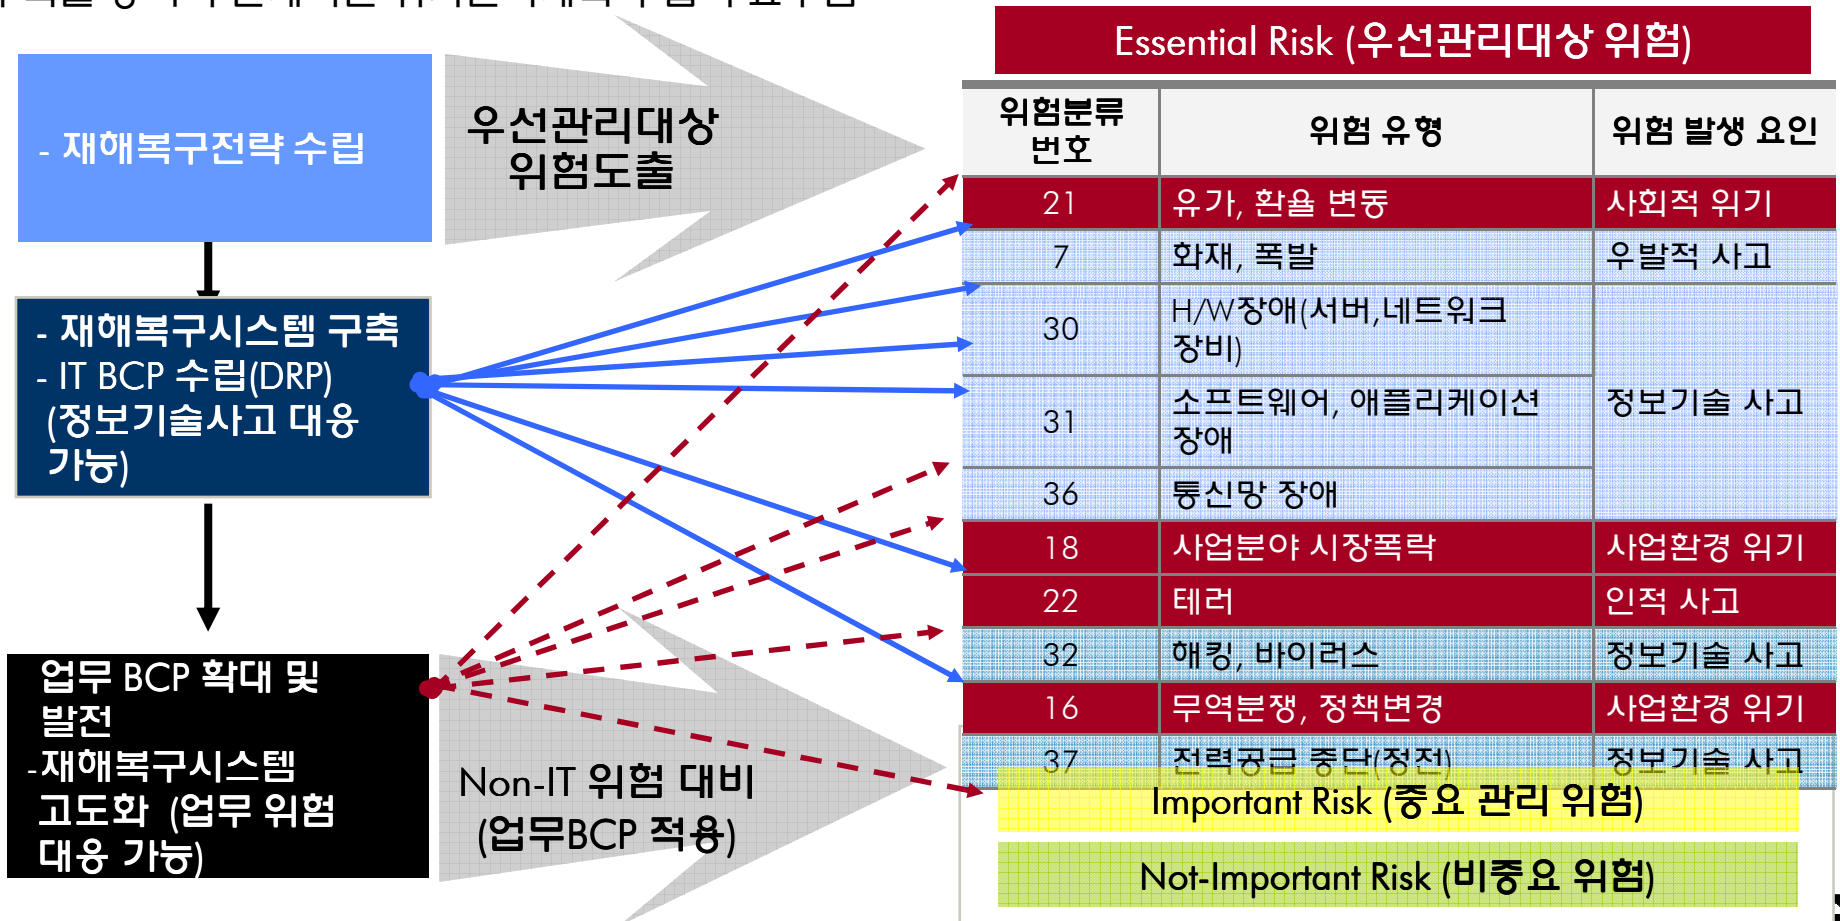 Essential Risk (우선관리대상 위험)
- 재해복구전략 수립
우선관리대상
위험도출
- 재해복구시스템 구축
- IT BCP 수립(DRP)
(정보기술사고 대응
가능)
업무 BCP 확대 및
발전
-재해복구시스템
고도화 (업무 위험
대응 가능)
Non-IT 위험 대비
(업무BCP 적용)
위험분류
번호
위험 유형
위험 발생 요인
21 유가, 환율 변동 사회적 위기
7 화재, 폭발 우발적 사고
30 H/W장애(서버,네트워크
장비)
31 소프트웨어, 애플리케이션
장애
정보기술 사고
36 통신망 장애
18 사업분야 시장폭락 사업환경 위기
22 테러 인적 사고
32 해킹, 바이러스 정보기술 사고
16 무역분쟁, 정책변경 사업환경 위기
37 전력공급 중단(정전) 정보기술 사고
Important Risk (중요 관리 위험)
Not-Important Risk (비중요 위험)